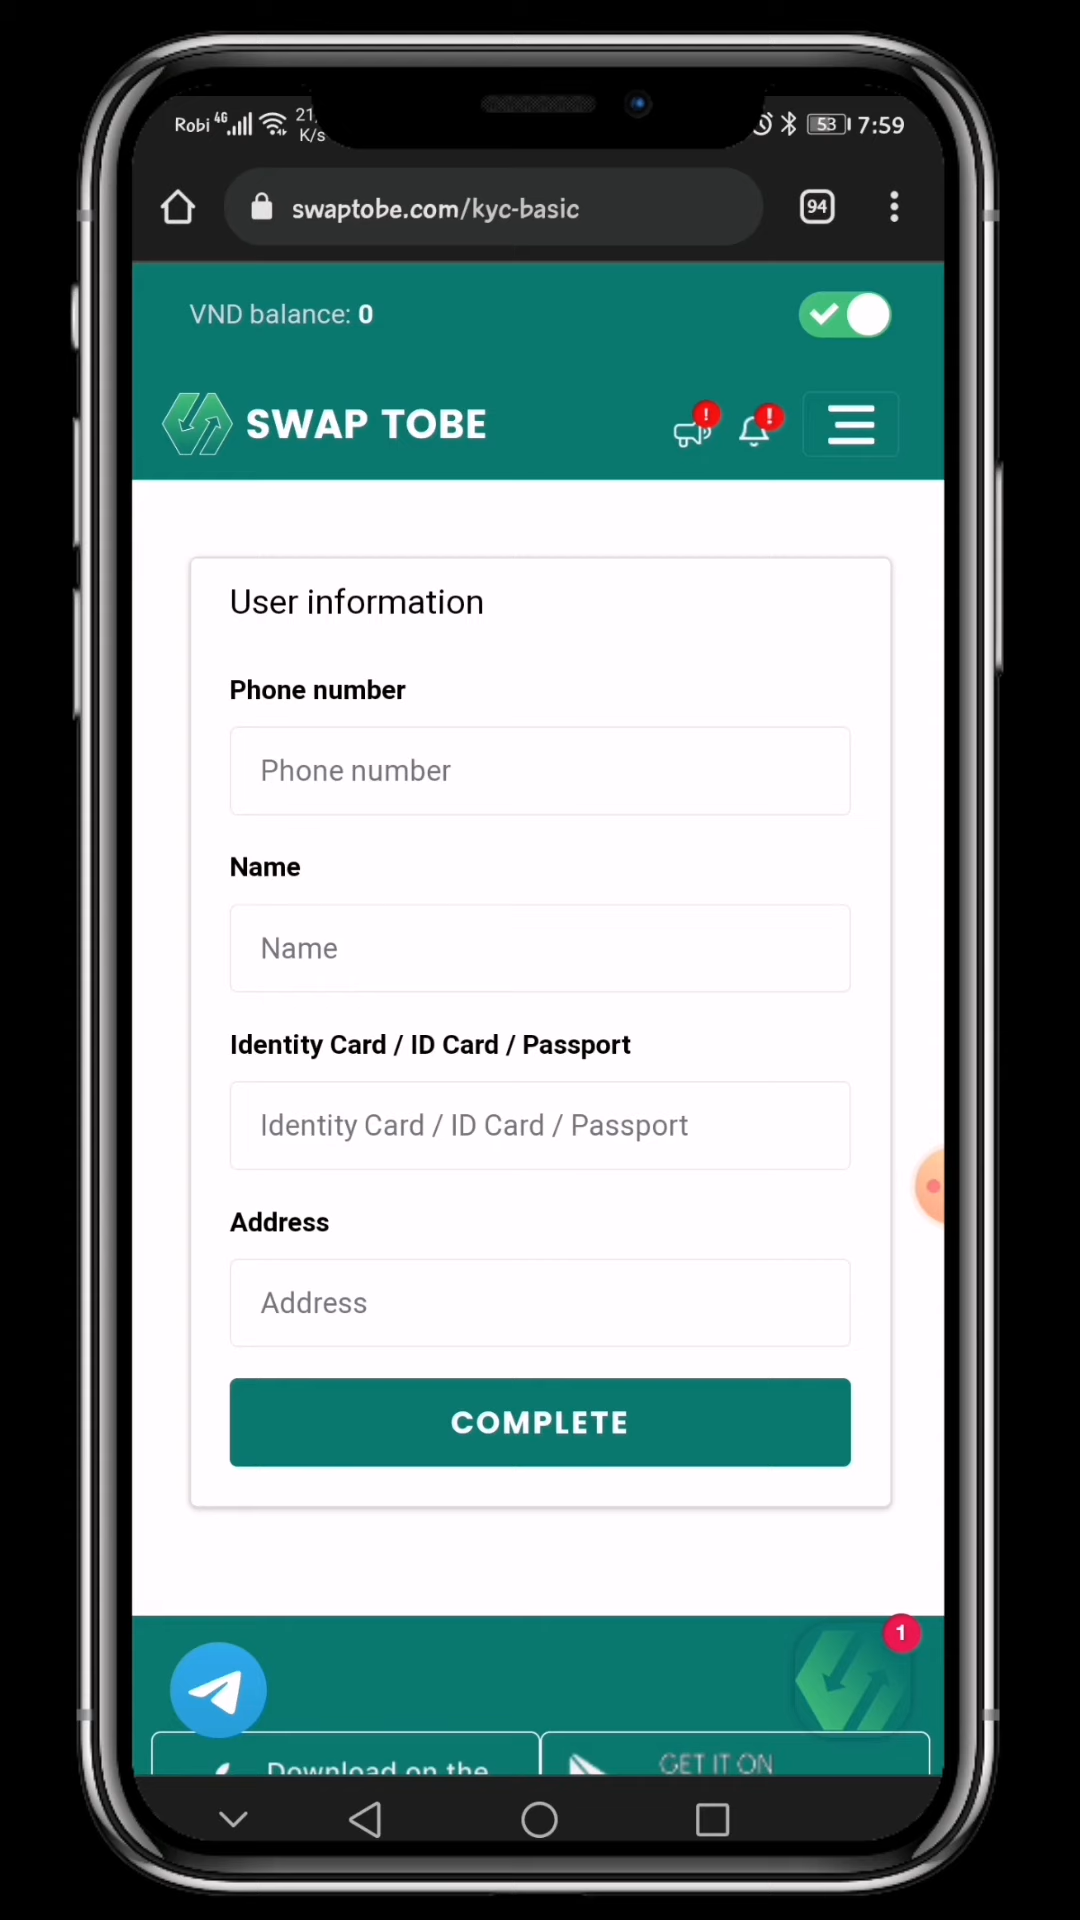 Robi 4G 21. K/s 53 7:59
swaptobe.com/kyc-basic 94
VND balance: 0
SWAP TOBE
User information
Phone number
Phone number
Name
Name
Identity Card / ID Card / Passport
Identity Card / ID Card / Passport
Address
Address
COMPLETE
1
Download on the GET IT ON